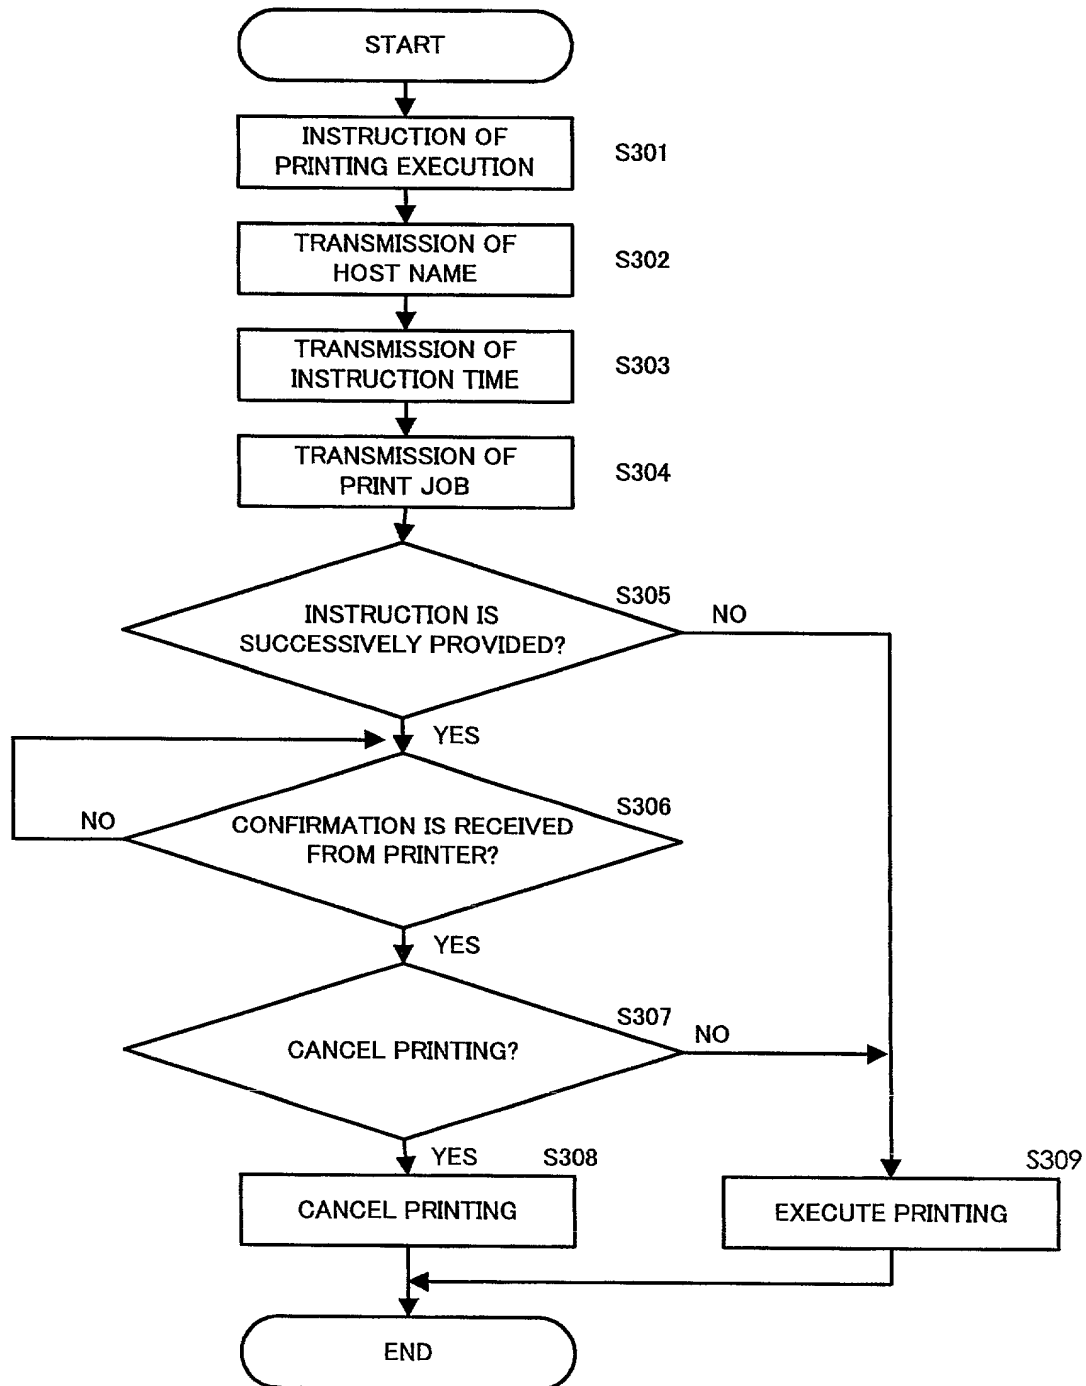 START
INSTRUCTION OF
PRINTING EXECUTION
S301
TRANSMISSION OF
HOST NAME
S302
TRANSMISSION OF
INSTRUCTION TIME
S303
TRANSMISSION OF
PRINT JOB
S304
S305
INSTRUCTION IS
SUCCESSIVELY PROVIDED?
NO
YES
S306
CONFIRMATION IS RECEIVED
FROM PRINTER?
NO
YES
S307
CANCEL PRINTING?
NO
YES
S308
CANCEL PRINTING
S309
EXECUTE PRINTING
END